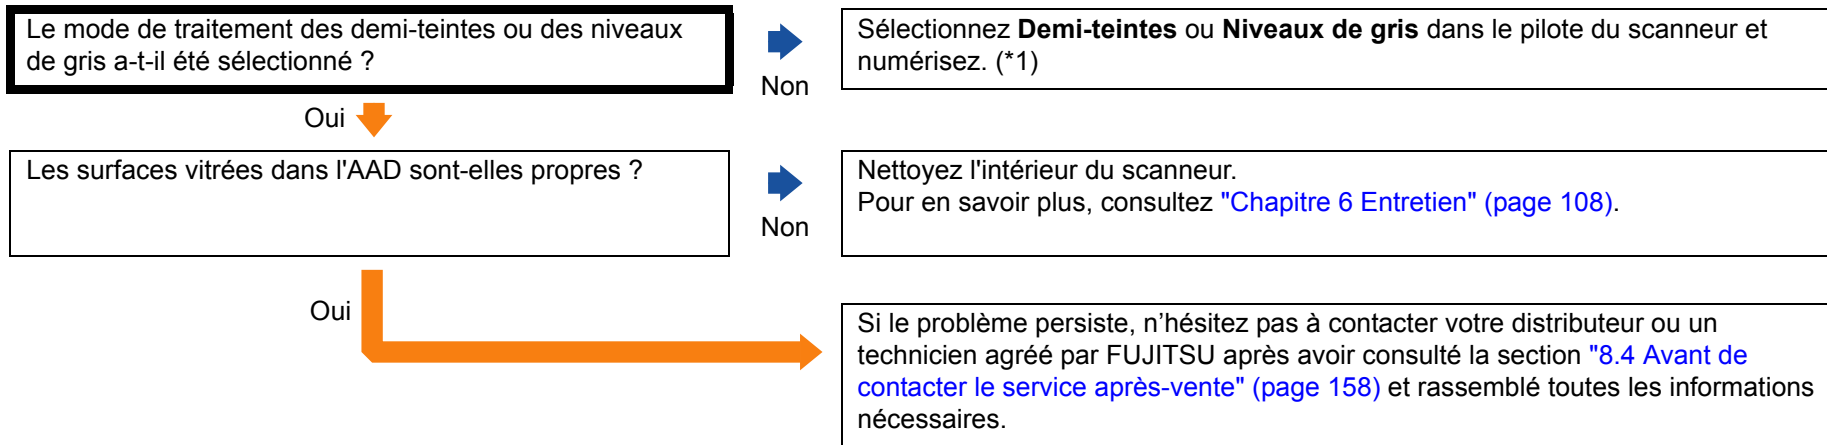 Le mode de traitement des demi-teintes ou des niveaux
de gris a-t-il été sélectionné ?
Non
Sélectionnez Demi-teintes ou Niveaux de gris dans le pilote du scanneur et
numérisez. (*1)
Oui
Les surfaces vitrées dans l'AAD sont-elles propres ?
Non
Nettoyez l'intérieur du scanneur.
Pour en savoir plus, consultez "Chapitre 6 Entretien" (page 108).
Oui
Si le problème persiste, n’hésitez pas à contacter votre distributeur ou un
technicien agréé par FUJITSU après avoir consulté la section "8.4 Avant de
contacter le service après-vente" (page 158) et rassemblé toutes les informations
nécessaires.